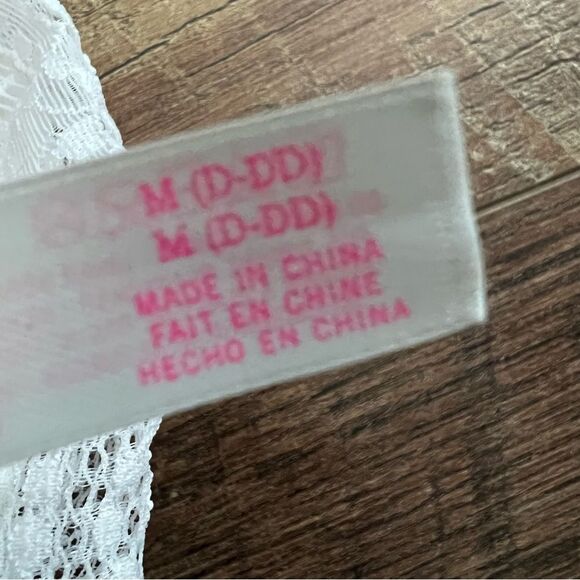 M (D-DD)
M (D-DD)
MADE IN CHINA
FAIT EN CHINE
HECHO EN CHINA